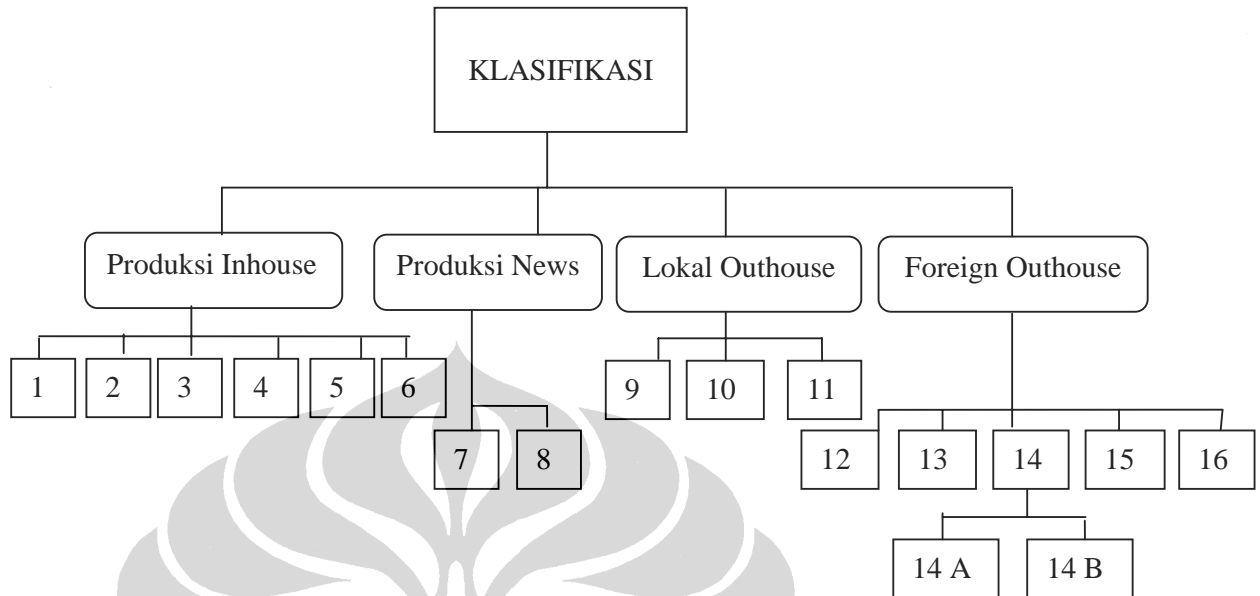 KLASIFIKASI
Produksi Inhouse
Produksi News
Lokal Outhouse
Foreign Outhouse
1
2
3
4
5
6
9
10
11
7
8
12
13
14
15
16
14 A
14 B